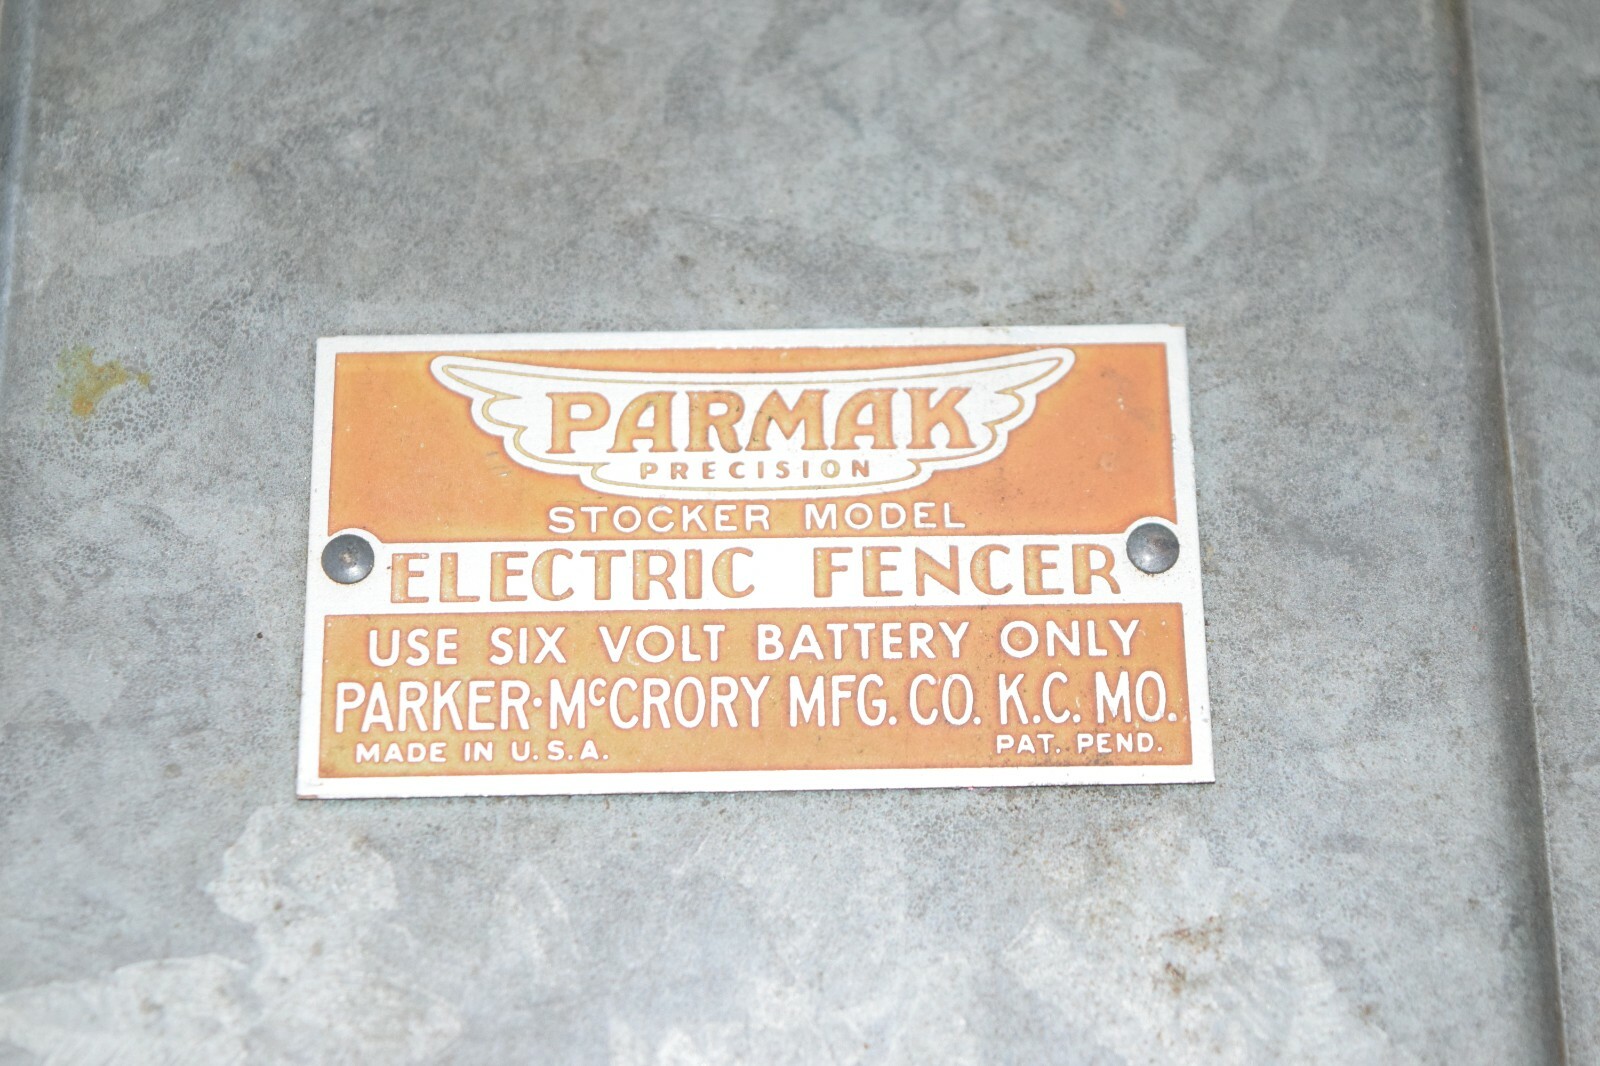 PARMAK
PRECISION
STOCKER MODEL
ELECTRIC FENCER
USE SIX VOLT BATTERY ONLY
PARKER·McCRORY MFG. CO. K.C. MO.
MADE IN U.S.A. PAT. PEND.